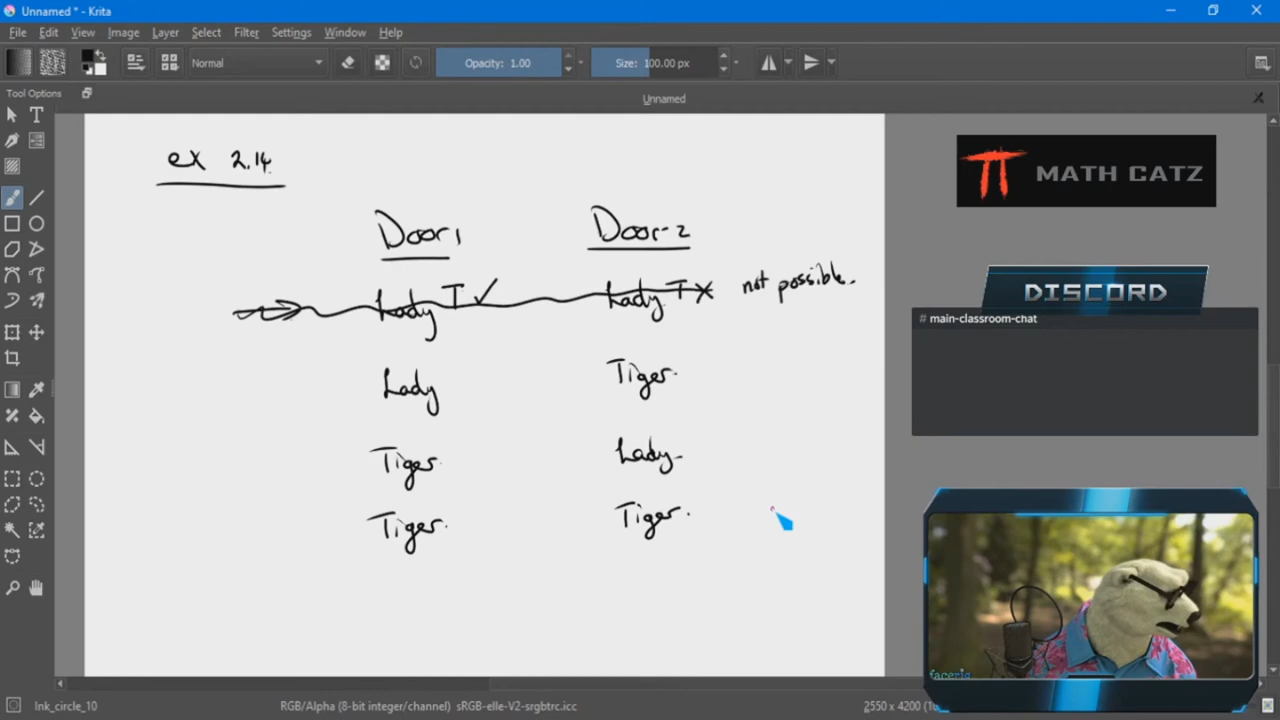 Unnamed * - Krita
File Edit View Image Layer Select Filter Settings Window Help
Normal Opacity: 1.00 Size: 100.00 px
Tool Options
Unnamed
ex 2.14
MATH CATZ
Door 1 Door 2
Lady T ✓ Lady T X not possible.
DISCORD
# main-classroom-chat
Lady Tiger.
Tiger. Lady
Tiger. Tiger.
facerig
Ink_circle_10 RGB/Alpha (8-bit integer/channel) sRGB-elle-V2-srgbtrc.icc 2550 x 4200